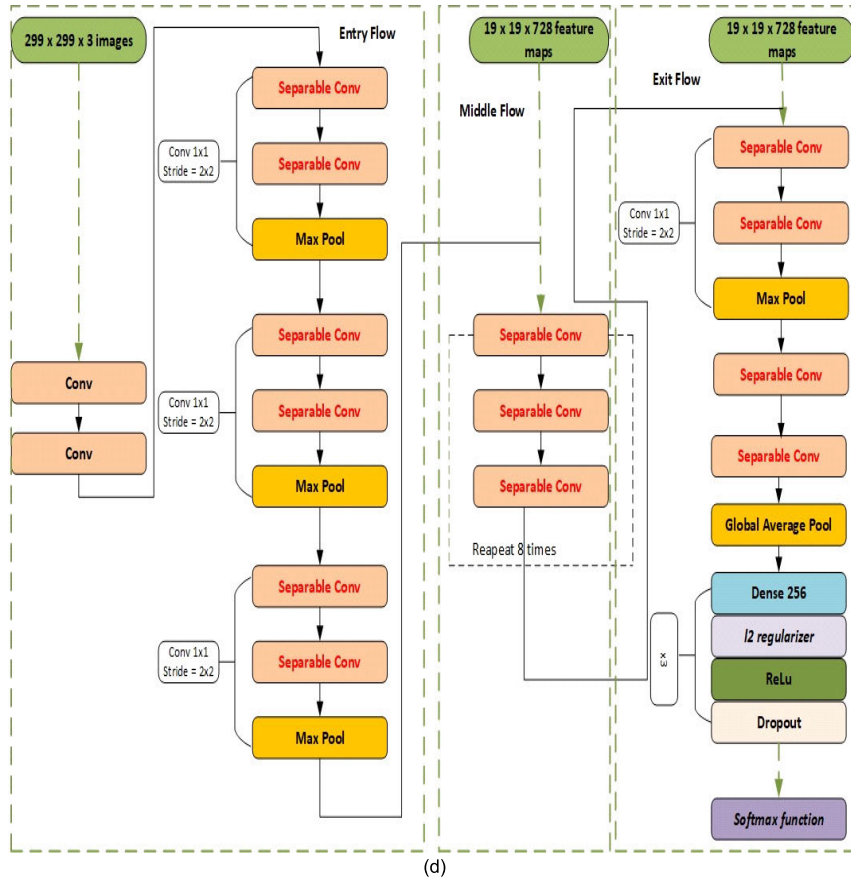 299 x 299 x 3 images
Entry Flow
Separable Conv
Conv 1x1
Stride = 2x2
Separable Conv
Max Pool
Separable Conv
Conv 1x1
Stride = 2x2
Separable Conv
Max Pool
Conv
Conv
Separable Conv
Conv 1x1
Stride = 2x2
Separable Conv
Max Pool
19 x 19 x 728 feature
maps
Middle Flow
Separable Conv
Separable Conv
Separable Conv
Reapeat 8 times
19 x 19 x 728 feature
maps
Exit Flow
Separable Conv
Conv 1x1
Stride = 2x2
Separable Conv
Max Pool
Separable Conv
Separable Conv
Global Average Pool
Dense 256
l2 regularizer
x3
ReLu
Dropout
Softmax function
(d)